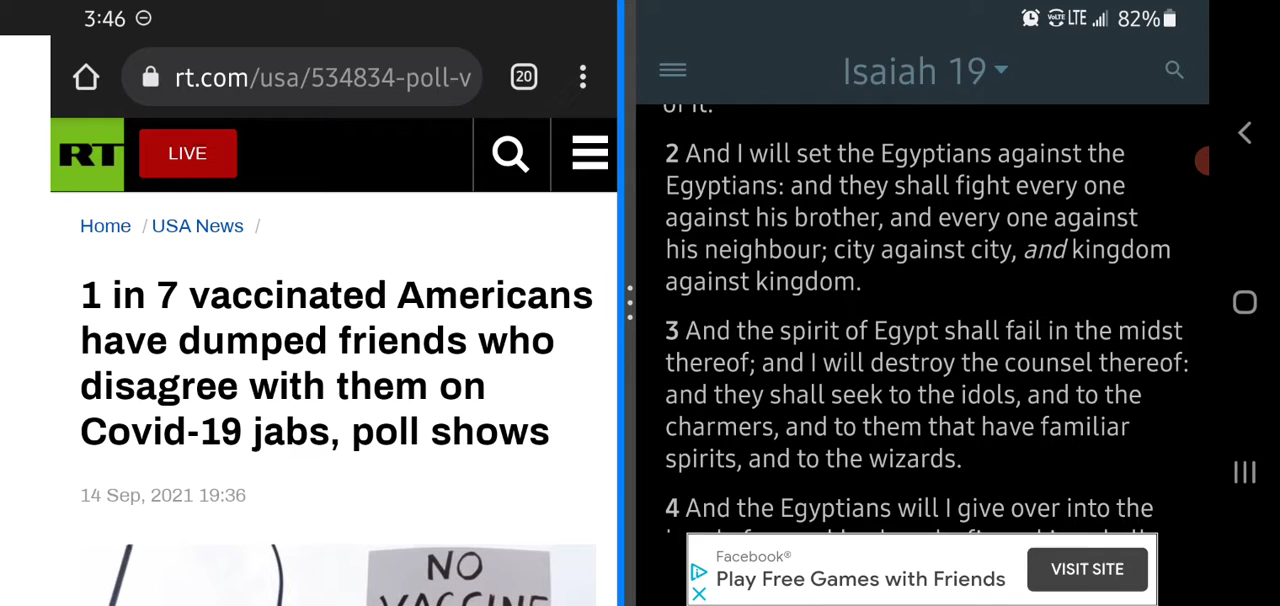 3:46
rt.com/usa/534834-poll-v
20
RT
LIVE
Home / USA News /
1 in 7 vaccinated Americans
have dumped friends who
disagree with them on
Covid-19 jabs, poll shows
14 Sep, 2021 19:36
NO
VACCINE
VoLTE LTE 82%
Isaiah 19
of it.
2 And I will set the Egyptians against the
Egyptians: and they shall fight every one
against his brother, and every one against
his neighbour; city against city, and kingdom
against kingdom.
3 And the spirit of Egypt shall fail in the midst
thereof; and I will destroy the counsel thereof:
and they shall seek to the idols, and to the
charmers, and to them that have familiar
spirits, and to the wizards.
4 And the Egyptians will I give over into the
Facebook®
Play Free Games with Friends
VISIT SITE